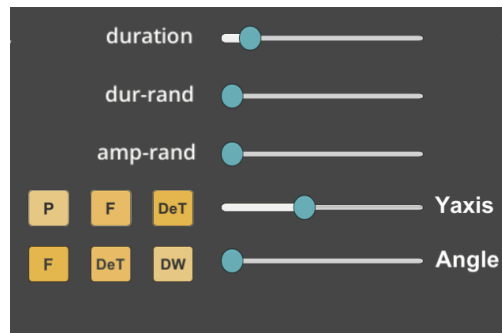 duration
dur-rand
amp-rand
P F DeT Yaxis
F DeT DW Angle